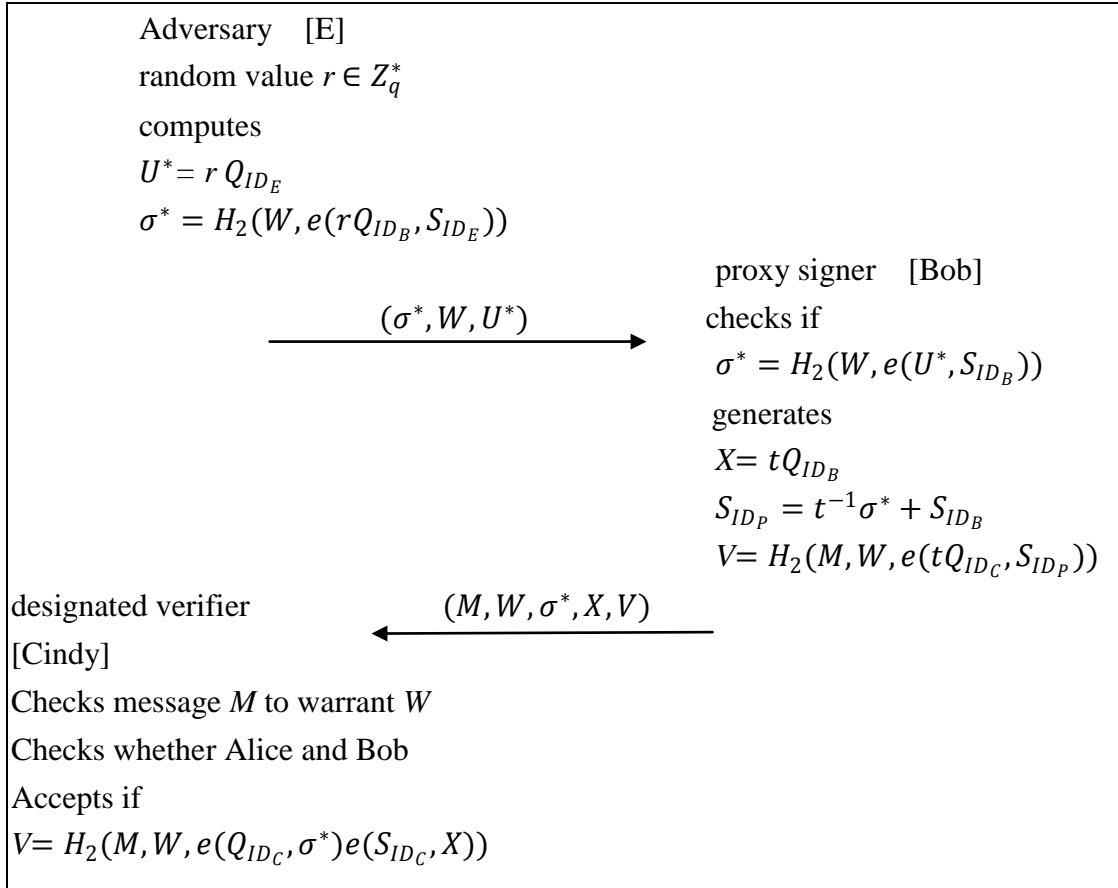 Adversary [E]
random value r ∈ Z_q^*
computes
U^* = r Q_{ID_E}
σ^* = H_2(W, e(rQ_{ID_B}, S_{ID_E}))
proxy signer [Bob]
(σ^*, W, U^*)
checks if
σ^* = H_2(W, e(U^*, S_{ID_B}))
generates
X= tQ_{ID_B}
S_{ID_P} = t^{-1}σ^* + S_{ID_B}
V= H_2(M, W, e(tQ_{ID_C}, S_{ID_P}))
designated verifier
(M, W, σ^*, X, V)
[Cindy]
Checks message M to warrant W
Checks whether Alice and Bob
Accepts if
V= H_2(M, W, e(Q_{ID_C}, σ^*)e(S_{ID_C}, X))